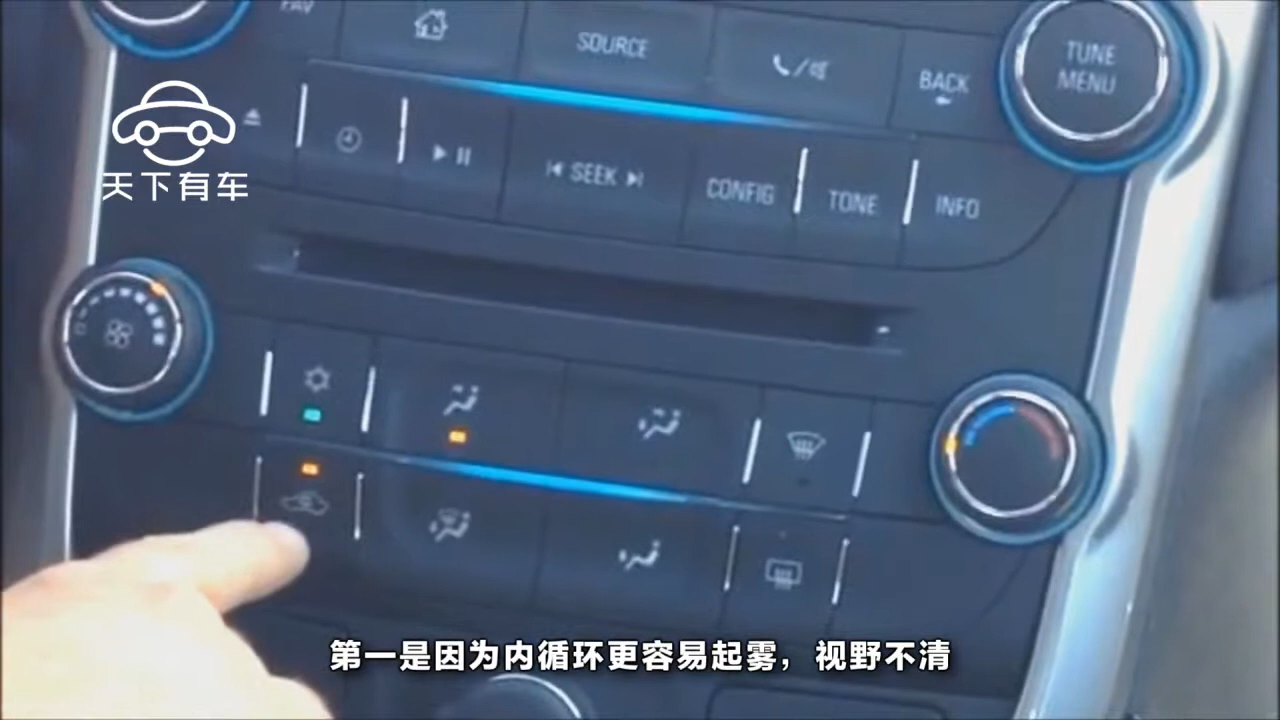 FAV
SOURCE
BACK
TUNE
MENU
天下有车
SEEK
CONFIG
TONE
INFO
第一是因为内循环更容易起雾，视野不清